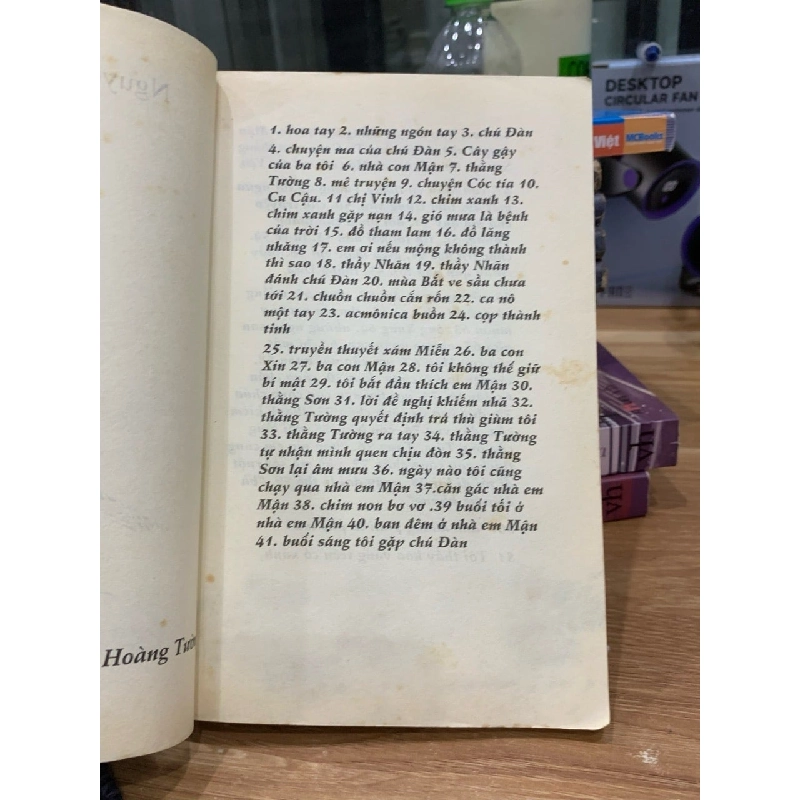 1. hoa tay 2. những ngón tay 3. chú Đàn
4. chuyện ma của chú Đàn 5. Cây gậy
của ba tôi 6. nhà con Mận 7. thằng
Tường 8. mê truyện 9. chuyện Cóc tía 10.
Cu Cậu. 11 chị Vinh 12. chim xanh 13.
chim xanh gặp nạn 14. gió mưa là bệnh
của trời 15. đồ tham lam 16. đồ lăng
nhăng 17. em ơi nếu mộng không thành
thì sao 18. thầy Nhãn 19. thầy Nhãn
đánh chú Đàn 20. mùa Bắt ve sầu chưa
tới 21. chuồn chuồn cắn rốn 22. ca nô
một tay 23. acmônica buồn 24. cọp thành
tinh
25. truyền thuyết xóm Miễu 26. ba con
Xin 27. ba con Mận 28. tôi không thể giữ
bí mật 29. tôi bắt đầu thích em Mận 30.
thằng Sơn 31. lời đề nghị khiếm nhã 32.
thằng Tường quyết định trả thù giùm tôi
33. thằng Tường ra tay 34. thằng Tường
tự nhận mình quen chịu đòn 35. thằng
Sơn lại âm mưu 36. ngày nào tôi cũng
chạy qua nhà em Mận 37.căn gác nhà em
Mận 38. chim non bơ vơ .39 buổi tối ở
nhà em Mận 40. ban đêm ở nhà em Mận
41. buổi sáng tôi gặp chú Đàn
Hoàng Tườn
DESKTOP
CIRCULAR FAN
Việt
MCBooks
vh
vh